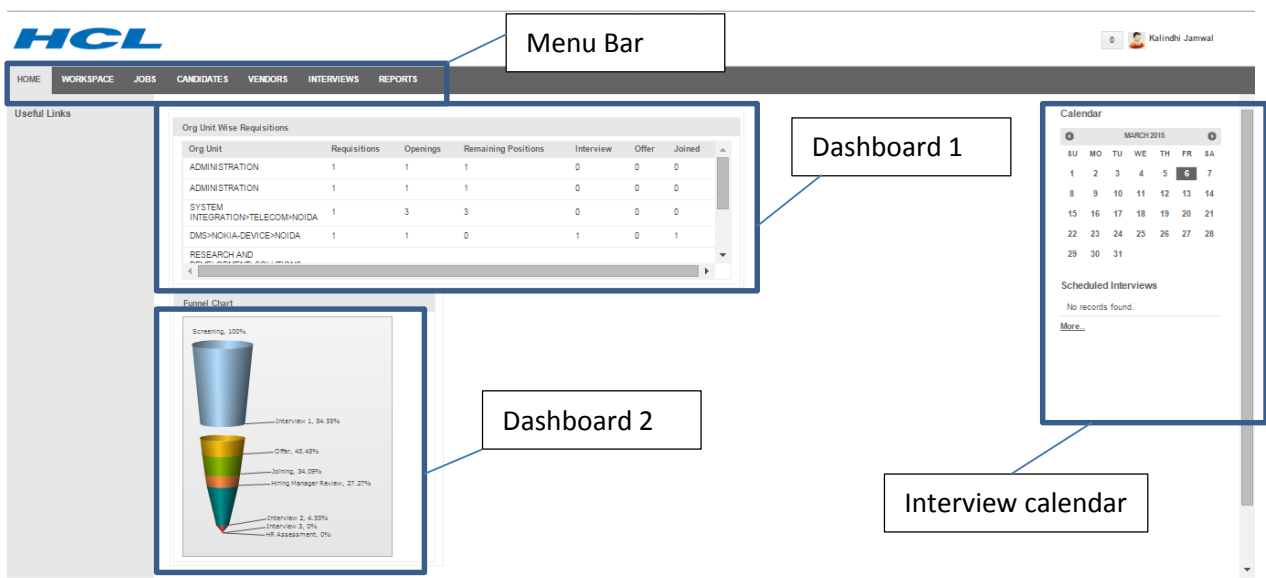 HCL
Menu Bar
0 Kalindhi Jamwal
HOME WORKSPACE JOBS CANDIDATES VENDORS INTERVIEWS REPORTS
Useful Links
Org Unit Wise Requisitions
Org Unit Requisitions Openings Remaining Positions Interview Offer Joined
ADMINISTRATION 1 1 1 0 0 0
ADMINISTRATION 1 1 1 0 0 0
SYSTEM
INTEGRATION>TELECOM>NOIDA 1 3 3 0 0 0
DMS>NOKIA-DEVICE>NOIDA 1 1 0 1 0 1
RESEARCH AND
Dashboard 1
Calendar
MARCH 2015
SU MO TU WE TH FR SA
1 2 3 4 5 6 7
8 9 10 11 12 13 14
15 16 17 18 19 20 21
22 23 24 25 26 27 28
29 30 31
Scheduled Interviews
No records found.
More..
Funnel Chart
Screening, 100%
Interview 1, 54.55%
Offer, 45.45%
Joining, 34.09%
Hiring Manager Review, 27.27%
Interview 2, 4.55%
Interview 3, 0%
HR Assessment, 0%
Dashboard 2
Interview calendar